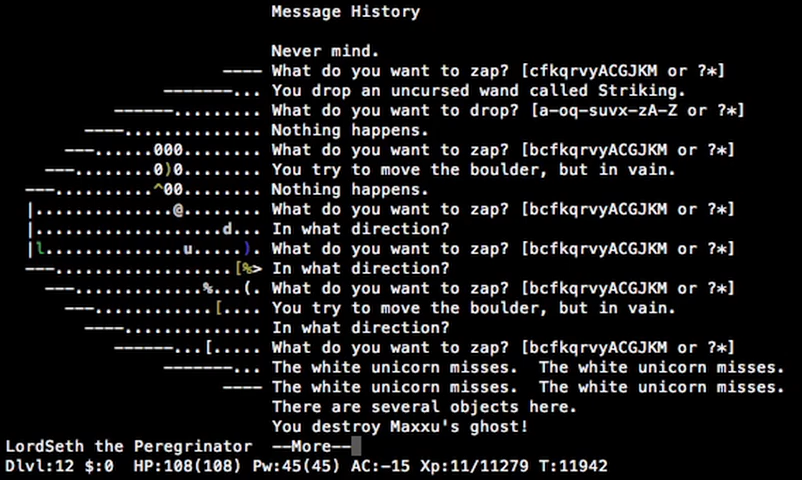 Message History
Never mind.
---- What do you want to zap? [cfkqrvyACGJKM or ?*]
-------... You drop an uncursed wand called Striking.
------......... What do you want to drop? [a-oq-suvx-zA-Z or ?*]
----.............. Nothing happens.
---......000........ What do you want to zap? [bcfkqrvyACGJKM or ?*]
---........0)0........ You try to move the boulder, but in vain.
---..........^00........ Nothing happens.
|..............@........ What do you want to zap? [bcfkqrvyACGJKM or ?*]
|...................d... In what direction?
|l..............u.....) What do you want to zap? [bcfkqrvyACGJKM or ?*]
---..................[%> In what direction?
---.............%...(. What do you want to zap? [bcfkqrvyACGJKM or ?*]
---............[.... You try to move the boulder, but in vain.
----.............. In what direction?
------...[..... What do you want to zap? [bcfkqrvyACGJKM or ?*]
-------... The white unicorn misses. The white unicorn misses.
---- The white unicorn misses. The white unicorn misses.
There are several objects here.
You destroy Maxxu's ghost!
LordSeth the Peregrinator --More--
Dlvl:12 $:0 HP:108(108) Pw:45(45) AC:-15 Xp:11/11279 T:11942